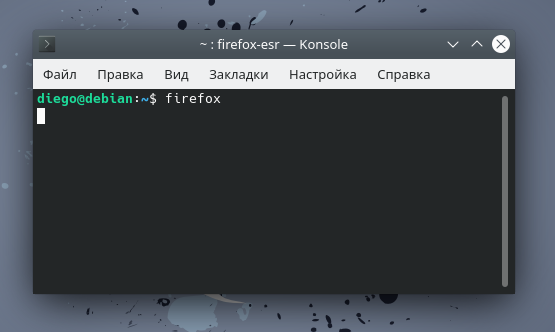 ~ : firefox-esr — Konsole
Файл Правка Вид Закладки Настройка Справка
diego@debian:~$ firefox